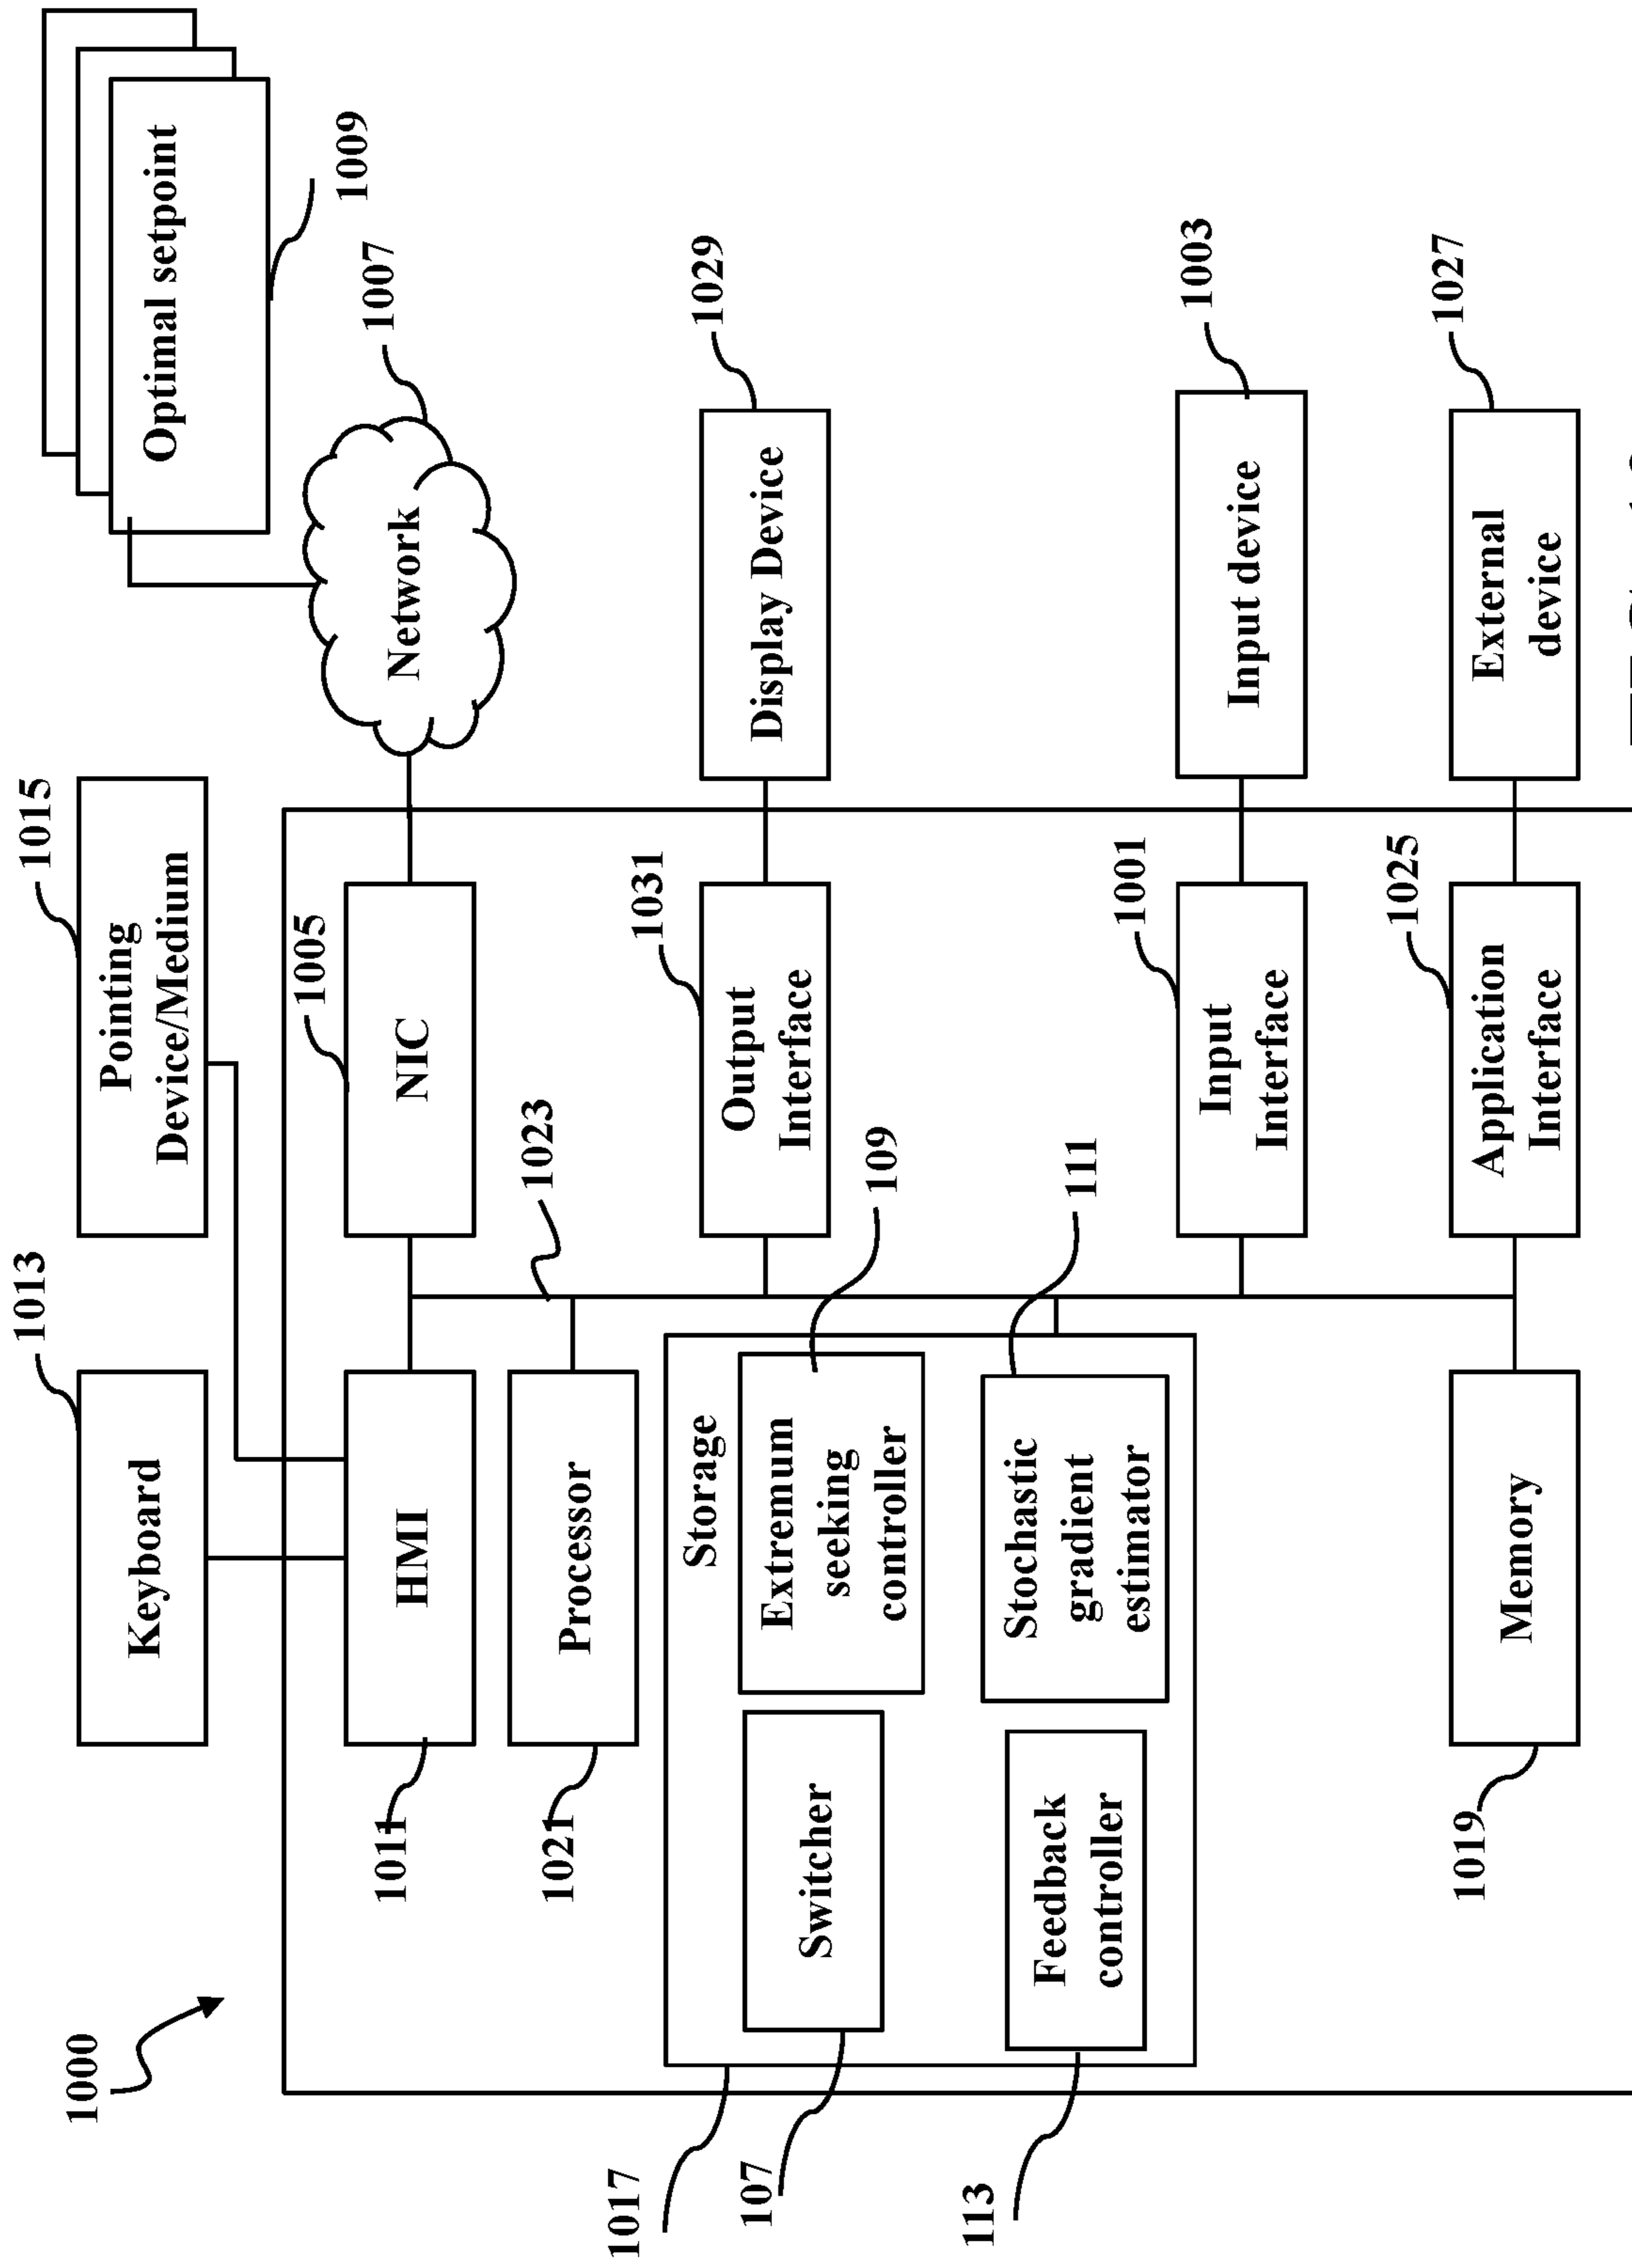 1013
1015
1000
Keyboard
Pointing
Device/Medium
Optimal setpoint
1009
1005
1007
1011
HMI
NIC
Network
1021
Processor
1023
1017
Storage
1031
1029
107
Switcher
Extremum
seeking
controller
109
Output
Interface
Display Device
113
Feedback
controller
Stochastic
gradient
estimator
111
1001
1003
Input
Interface
Input device
1025
1027
1019
Memory
Application
Interface
External
device